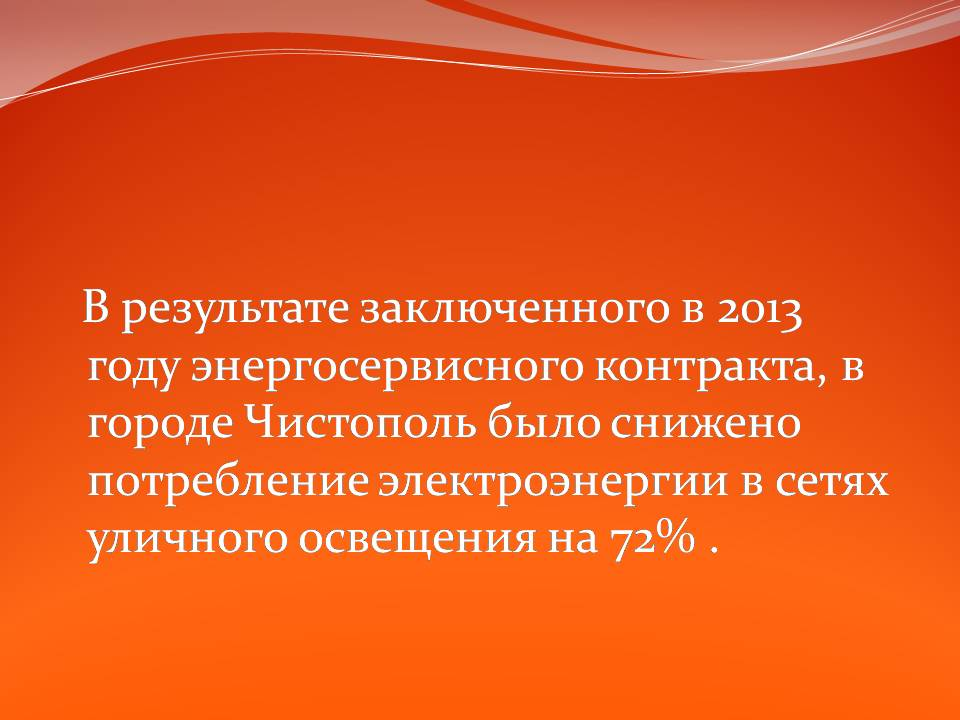 В результате заключенного в 2013
году энергосервисного контракта, в
городе Чистополь было снижено
потребление электроэнергии в сетях
уличного освещения на 72% .